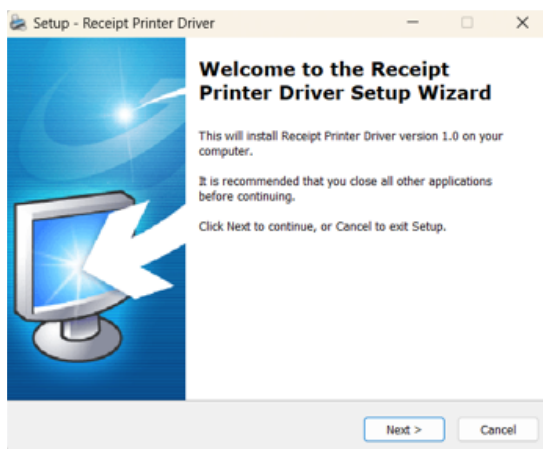 Setup - Receipt Printer Driver
Welcome to the Receipt
Printer Driver Setup Wizard
This will install Receipt Printer Driver version 1.0 on your
computer.
It is recommended that you close all other applications
before continuing.
Click Next to continue, or Cancel to exit Setup.
Next >
Cancel